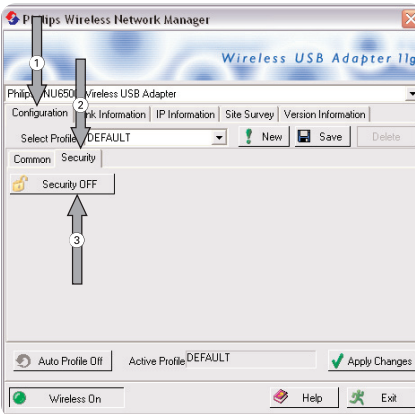 Philips Wireless Network Manager
Wireless USB Adapter 11g
1
Wireless USB Adapter
2
Configuration Information IP Information Site Survey Version Information
Select Profile DEFAULT New Save Delete
Common Security
Security OFF
3
Auto Profile Off Active Profile DEFAULT Apply Changes
Wireless On Help Exit